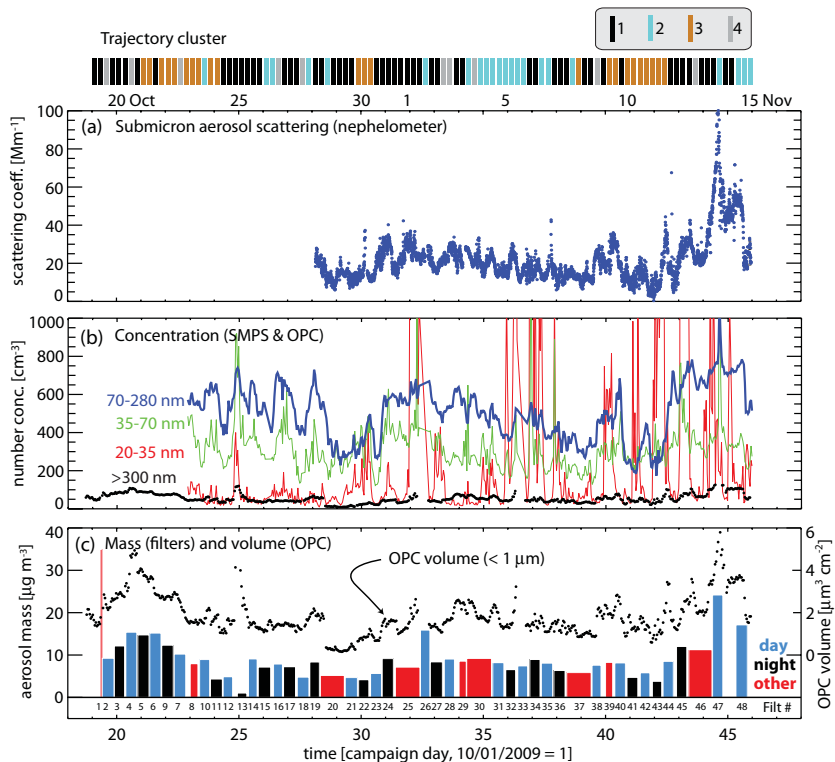 Trajectory cluster
1 2 3 4
20 Oct 25 30 1 5 10 15 Nov
(a) Submicron aerosol scattering (nephelometer)
scattering coeff. [Mm-1]
100
80
60
40
20
0
(b) Concentration (SMPS & OPC)
number conc. [cm-3]
1000
800
600
400
200
0
70-280 nm
35-70 nm
20-35 nm
>300 nm
(c) Mass (filters) and volume (OPC)
OPC volume (< 1 μm)
aerosol mass [μg m-3]
40
30
20
10
0
6
4
2
0
OPC volume [μm3 cm-3]
day
night
other
1 2 3 4 5 6 9 7 8 10 11 12 13 14 15 16 17 18 19 20 21 22 23 24 25 26 27 28 29 30 31 32 33 34 35 36 37 38 39 40 41 42 43 44 45 46 47 48 Filt #
20 25 30 35 40 45
time [campaign day, 10/01/2009 = 1]